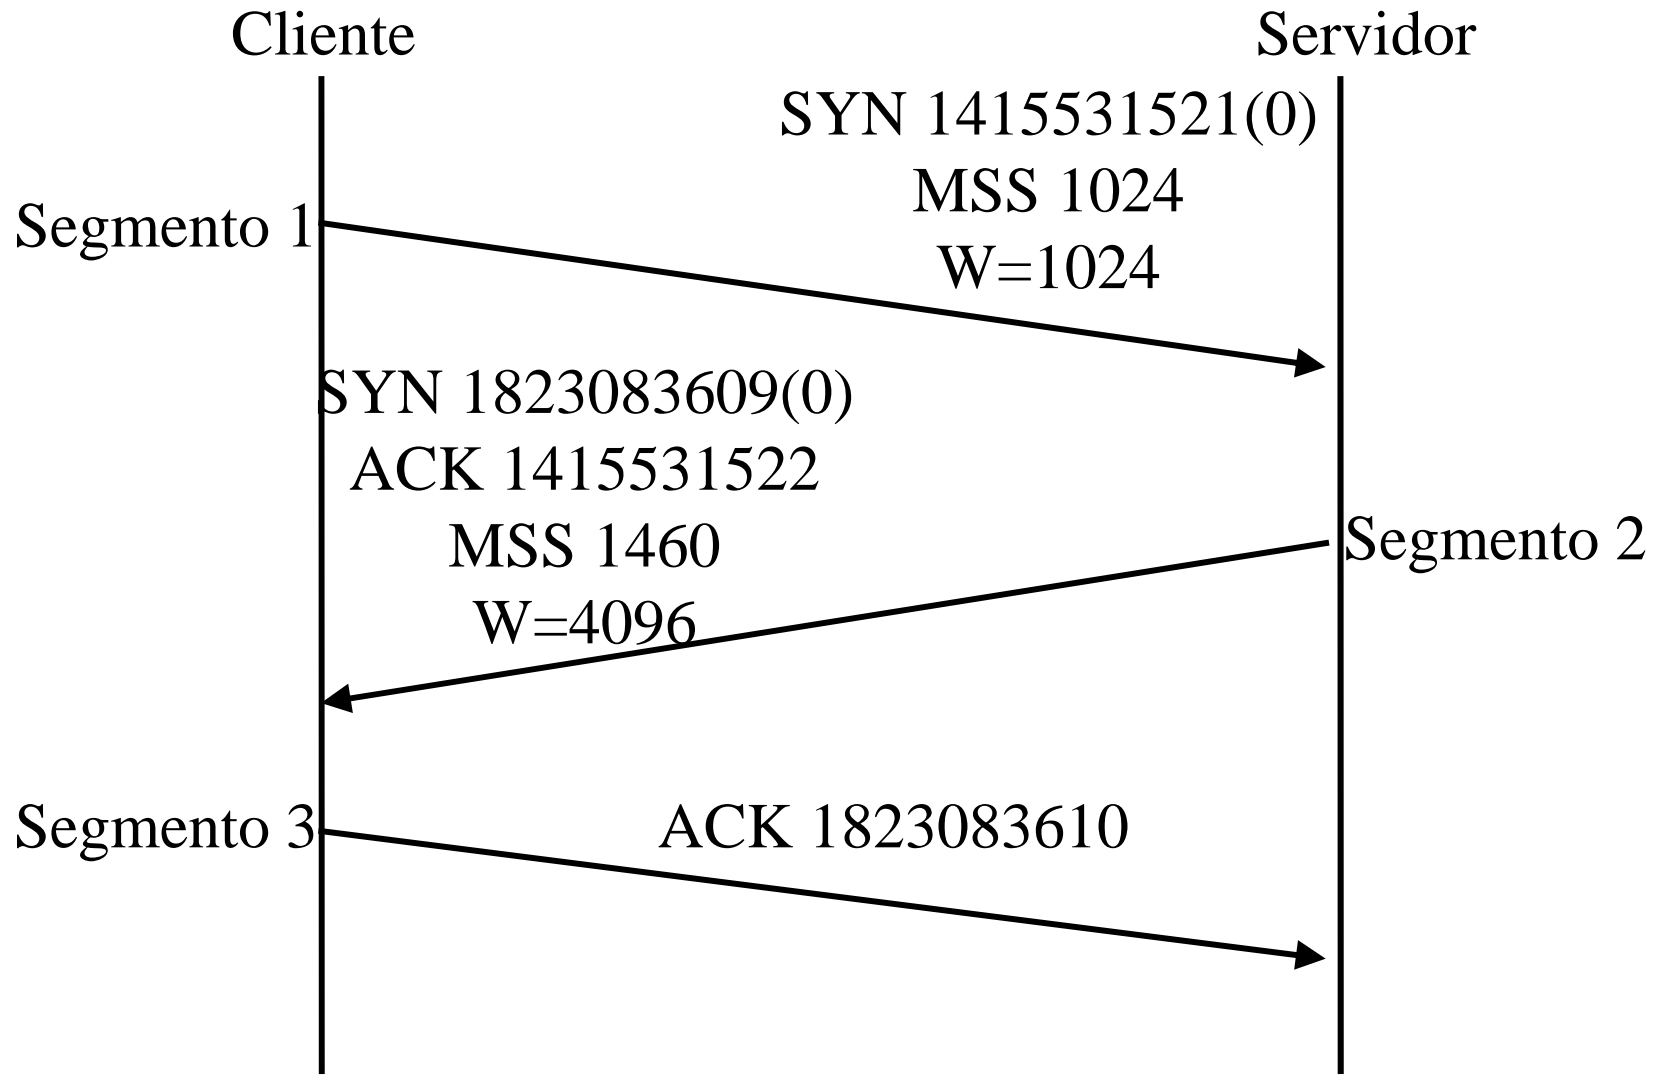 Cliente
Servidor
SYN 1415531521(0)
MSS 1024
W=1024
Segmento 1
SYN 1823083609(0)
ACK 1415531522
MSS 1460
W=4096
Segmento 2
Segmento 3
ACK 1823083610